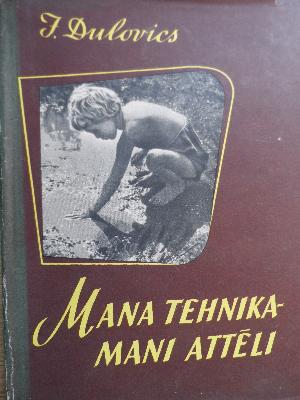 J. Dulovics
MANA TEHNIKA-
MANI ATTĒLI